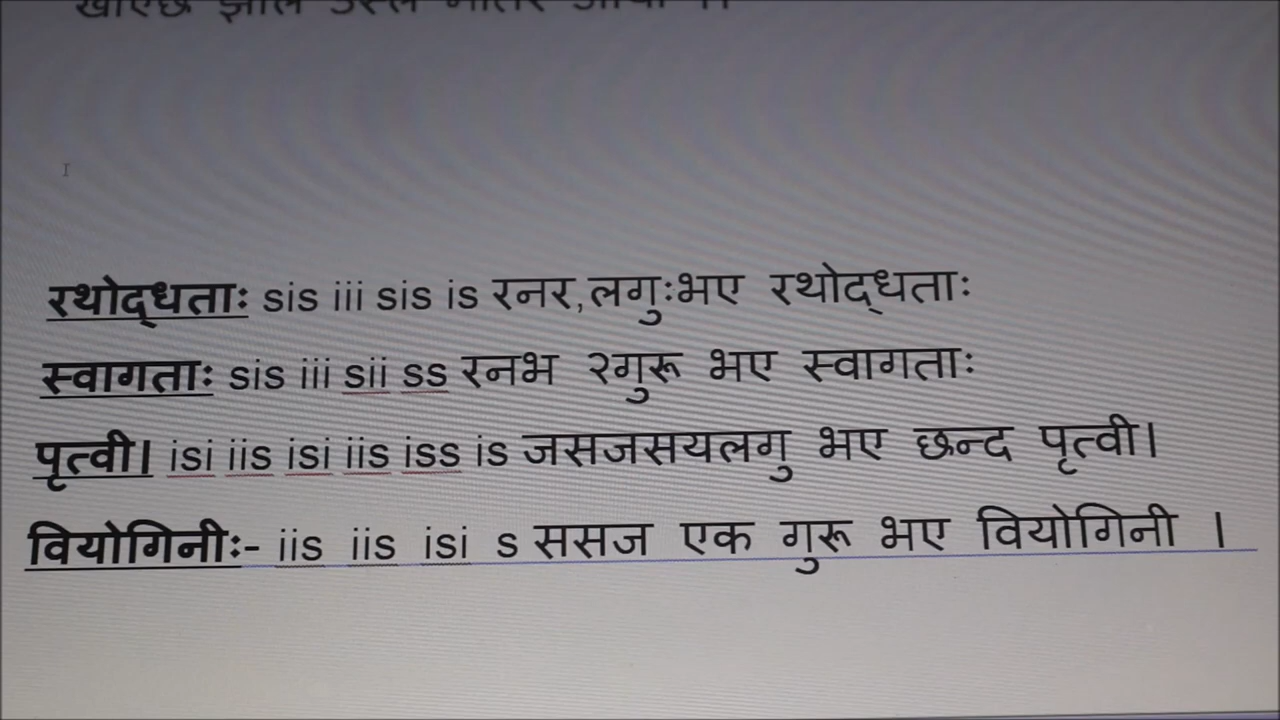 रथोद्धताः sis iii sis is रनर,लगुःभए रथोद्धताः
स्वागताः sis iii sii ss रनभ २गुरू भए स्वागताः
पृत्वी। isi iis isi iis iss is जसजसयलगु भए छन्द पृत्वी।
वियोगिनीः- iis iis isi s ससज एक गुरू भए वियोगिनी ।